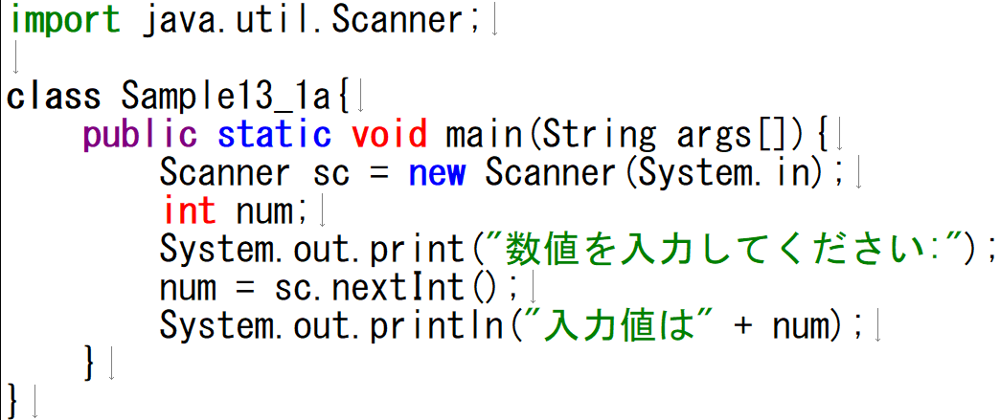 import java.util.Scanner;

class Sample13_1a{
    public static void main(String args[]){
        Scanner sc = new Scanner(System.in);
        int num;
        System.out.print("数値を入力してください:");
        num = sc.nextInt();
        System.out.println("入力値は" + num);
    }
}